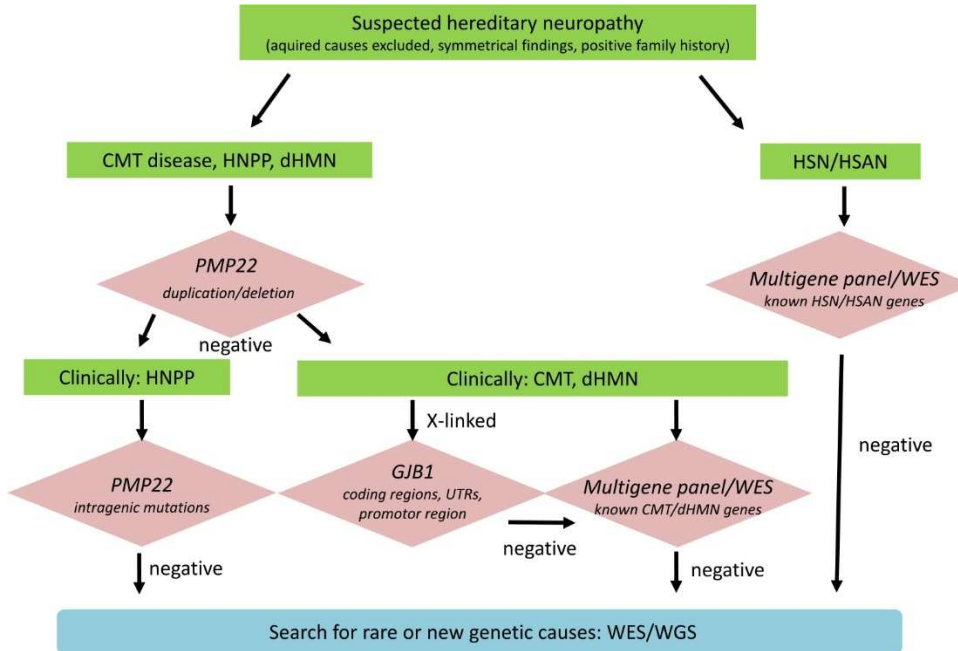 Suspected hereditary neuropathy
(aquired causes excluded, symmetrical findings, positive family history)
CMT disease, HNPP, dHMN
HSN/HSAN
PMP22
duplication/deletion
Multigene panel/WES
known HSN/HSAN genes
negative
Clinically: HNPP
Clinically: CMT, dHMN
X-linked
negative
PMP22
intragenic mutations
GJB1
coding regions, UTRs,
promotor region
Multigene panel/WES
known CMT/dHMN genes
negative
negative
negative
Search for rare or new genetic causes: WES/WGS